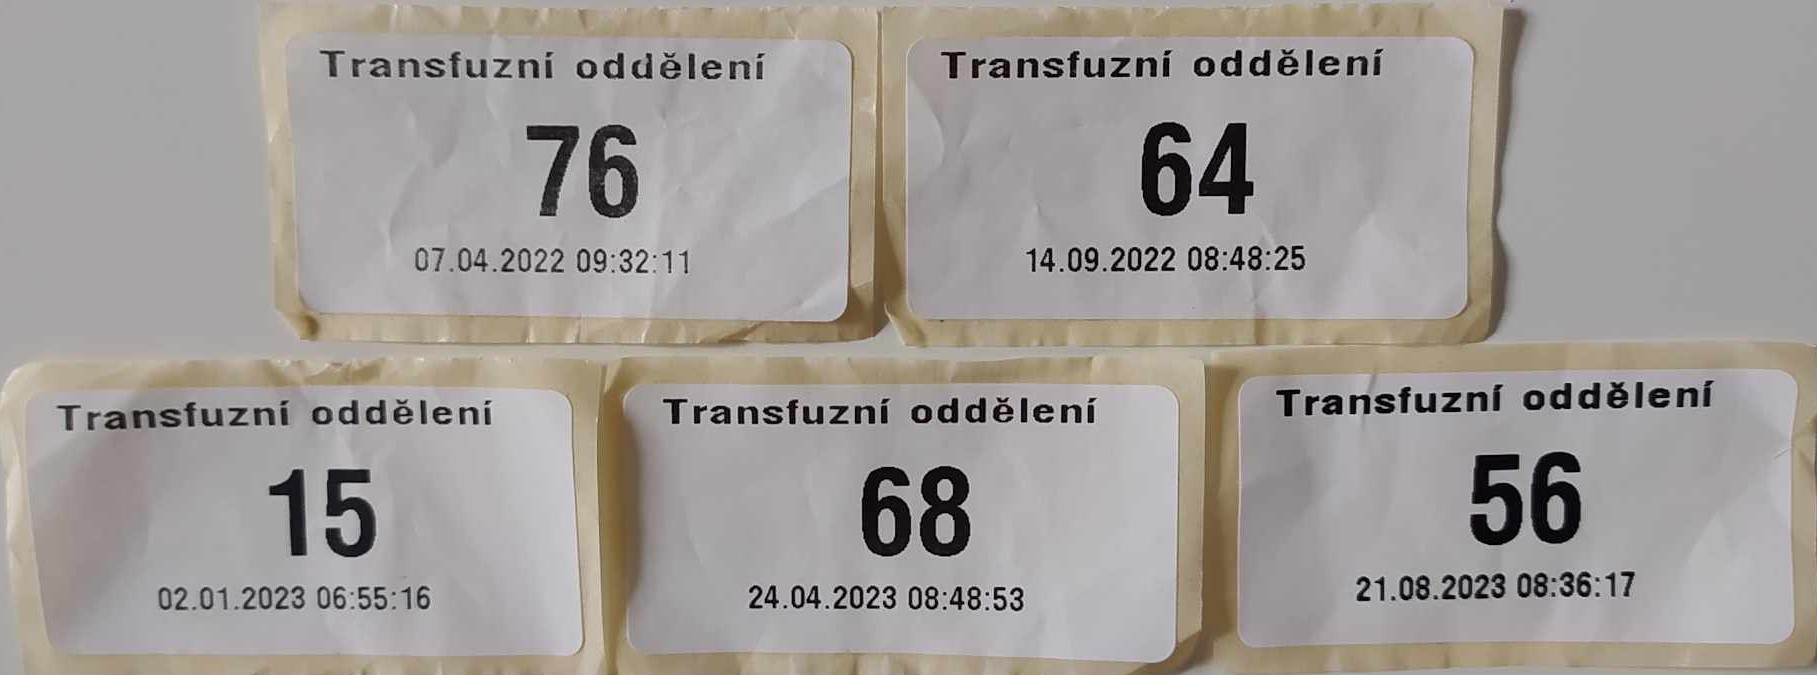 Transfuzní oddělení
76
07.04.2022 09:32:11
Transfuzní oddělení
64
14.09.2022 08:48:25
Transfuzní oddělení
15
02.01.2023 06:55:16
Transfuzní oddělení
68
24.04.2023 08:48:53
Transfuzní oddělení
56
21.08.2023 08:36:17